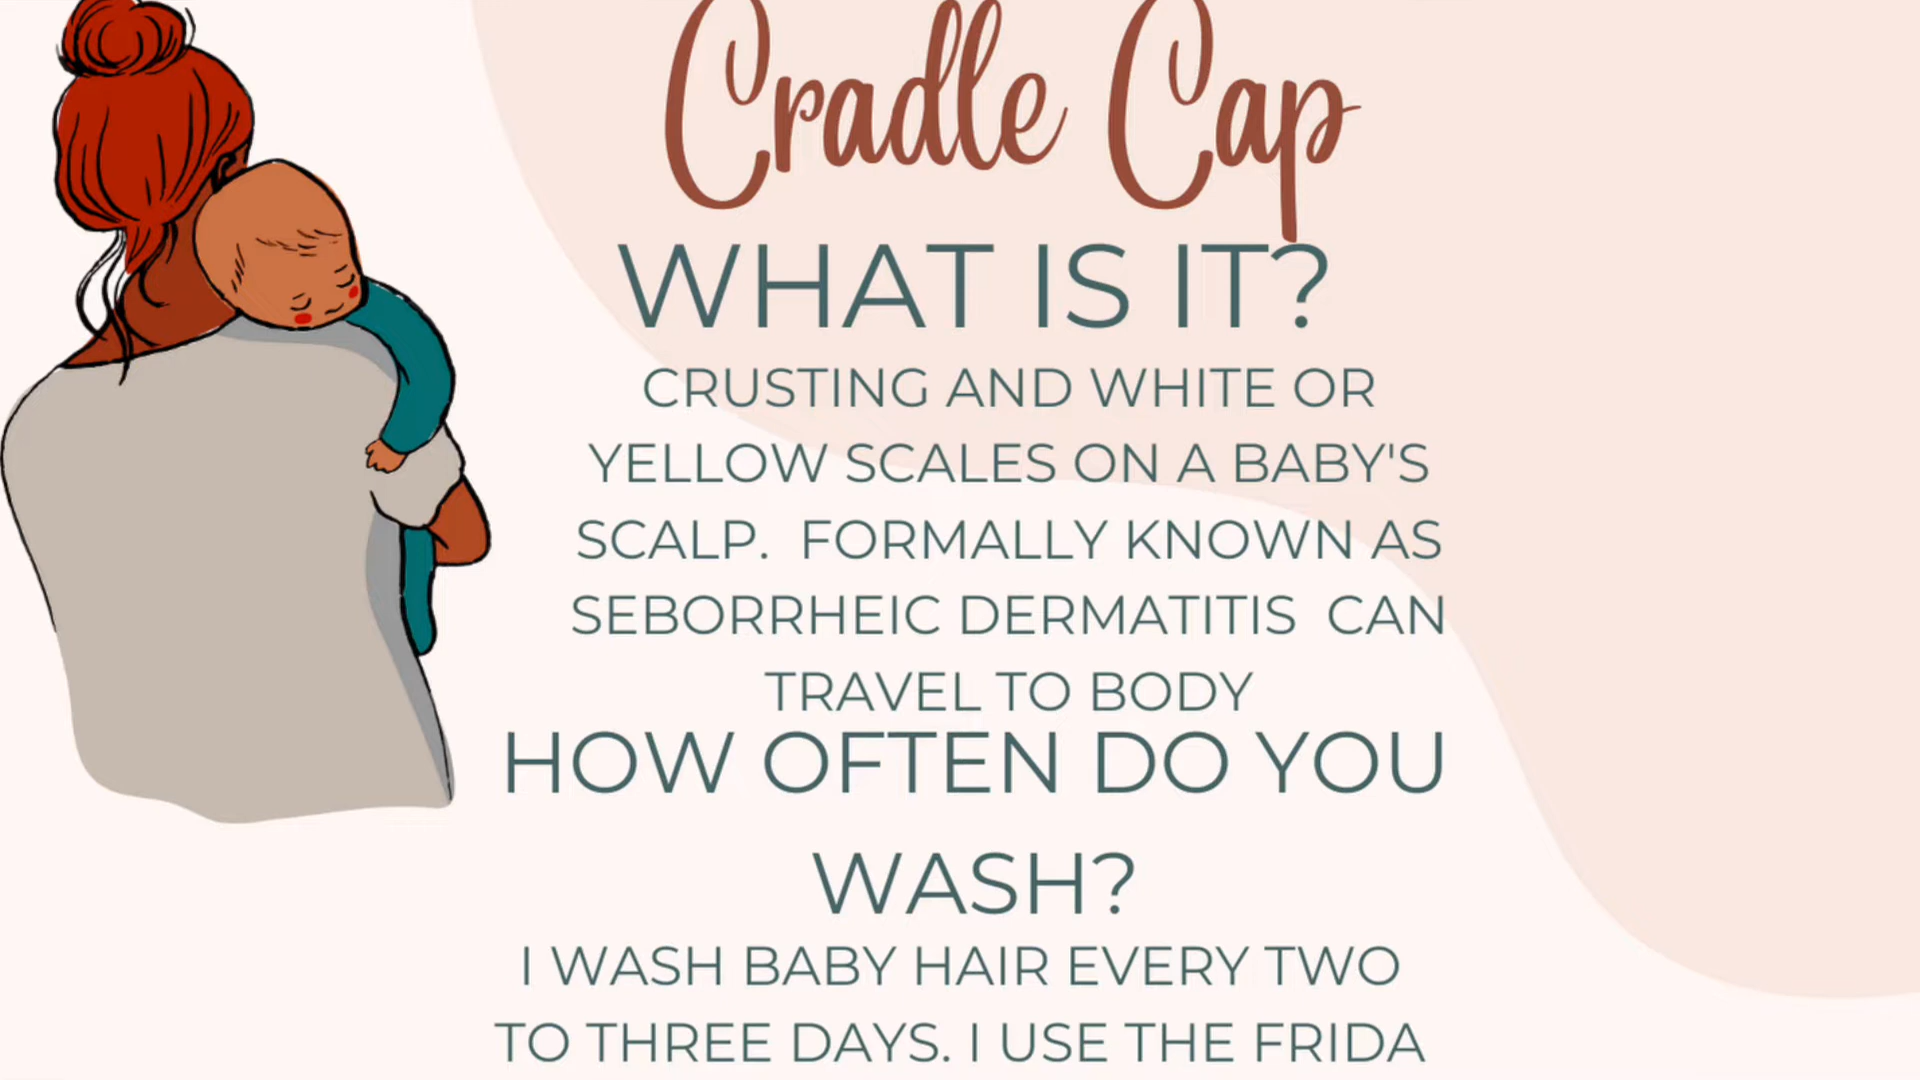 Cradle Cap
WHAT IS IT?
CRUSTING AND WHITE OR
YELLOW SCALES ON A BABY'S
SCALP. FORMALLY KNOWN AS
SEBORRHEIC DERMATITIS CAN
TRAVEL TO BODY
HOW OFTEN DO YOU
WASH?
I WASH BABY HAIR EVERY TWO
TO THREE DAYS. I USE THE FRIDA